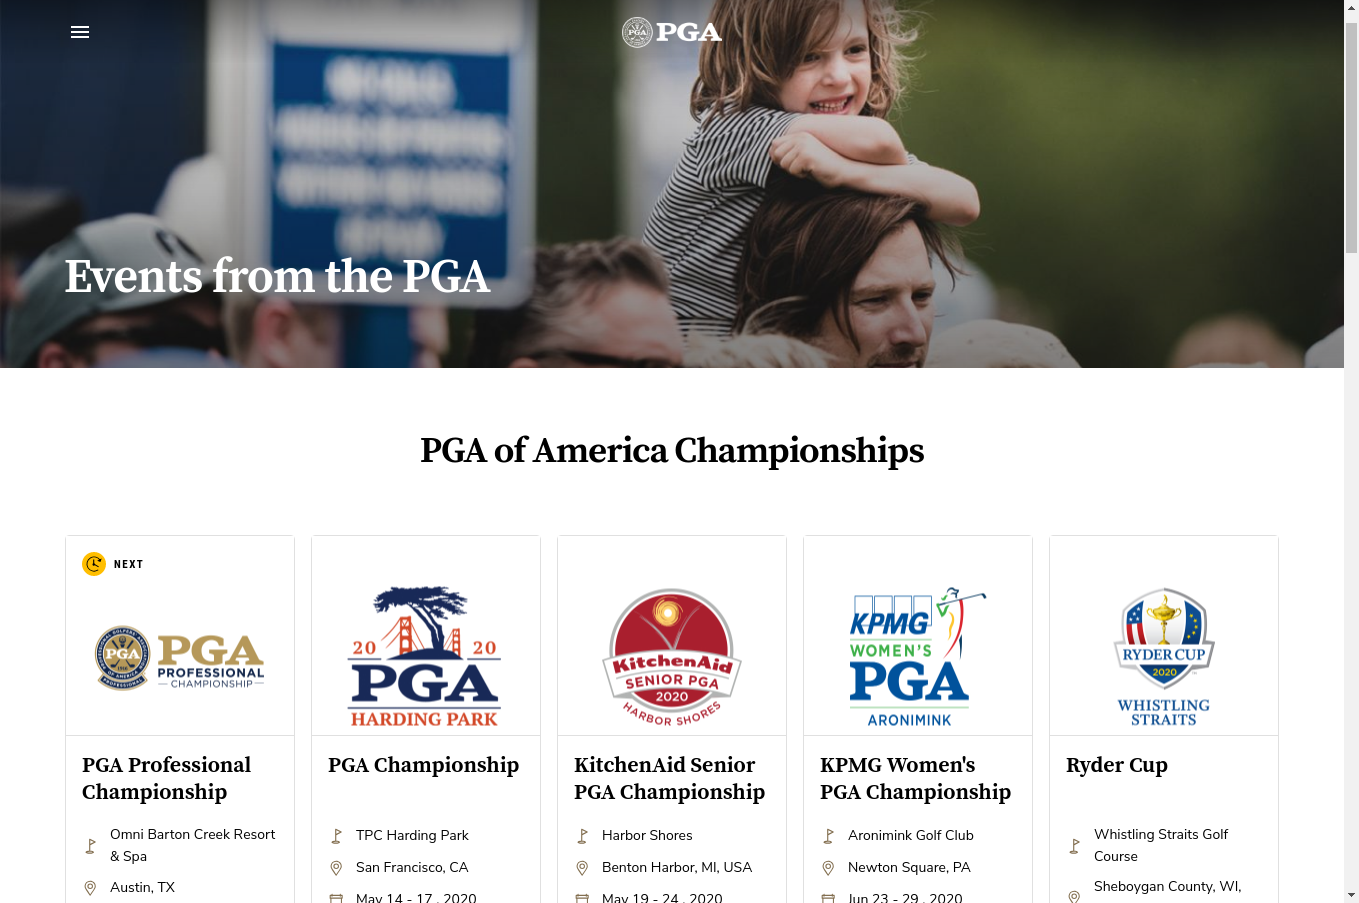 PGA
Events from the PGA
PGA of America Championships
NEXT
PGA
PROFESSIONAL
CHAMPIONSHIP
2020
PGA
HARDING PARK
KitchenAid
SENIOR PGA
2020
HARBOR SHORES
KPMG
WOMEN'S
PGA
ARONIMINK
RYDER CUP
2020
WHISTLING
STRAITS
PGA Professional
Championship
Omni Barton Creek Resort
& Spa
Austin, TX
PGA Championship
TPC Harding Park
San Francisco, CA
May 14 - 17 , 2020
KitchenAid Senior
PGA Championship
Harbor Shores
Benton Harbor, MI, USA
May 19 - 24 , 2020
KPMG Women's
PGA Championship
Aronimink Golf Club
Newton Square, PA
Jun 23 - 29 , 2020
Ryder Cup
Whistling Straits Golf
Course
Sheboygan County, WI,